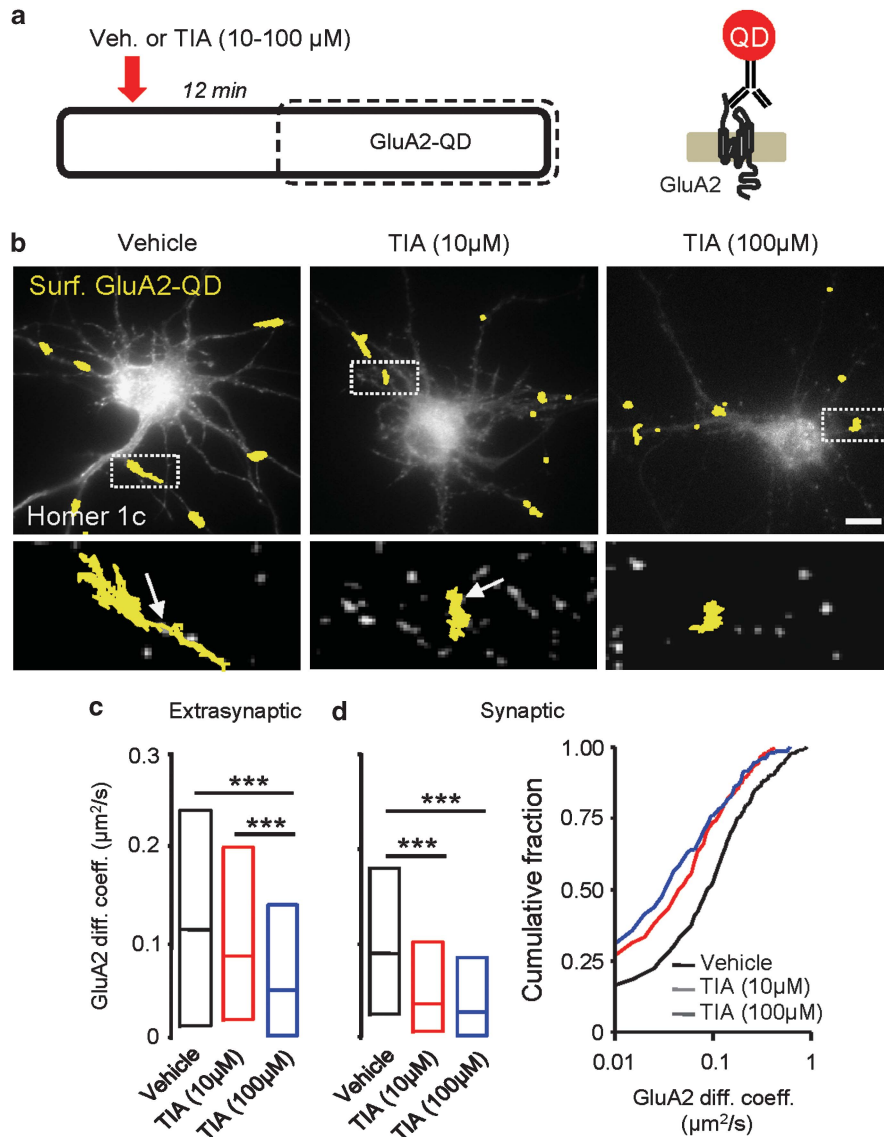 a
Veh. or TIA (10-100 µM)
12 min
GluA2-QD
QD
GluA2
b
Vehicle
TIA (10µM)
TIA (100µM)
Surf. GluA2-QD
Homer 1c
c
Extrasynaptic
d
Synaptic
GluA2 diff. coeff. (µm²/s)
0.3
0.2
0.1
0
***
***
***
***
Vehicle
TIA (10µM)
TIA (100µM)
Vehicle
TIA (10µM)
TIA (100µM)
Cumulative fraction
1.00
0.75
0.50
0.25
0
Vehicle
TIA (10µM)
TIA (100µM)
0.01
0.1
1
GluA2 diff. coeff.
(µm²/s)